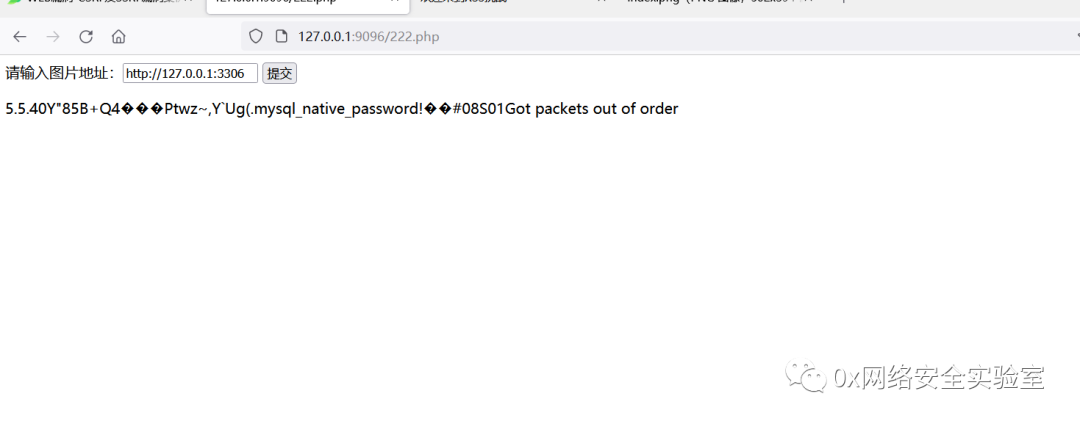 127.0.0.1:9096/222.php
请输入图片地址： http://127.0.0.1:3306 提交
5.5.40Y"85B+Q4���Ptwz~,Y`Ug(.mysql_native_password!��#08S01Got packets out of order
0x网络安全实验室